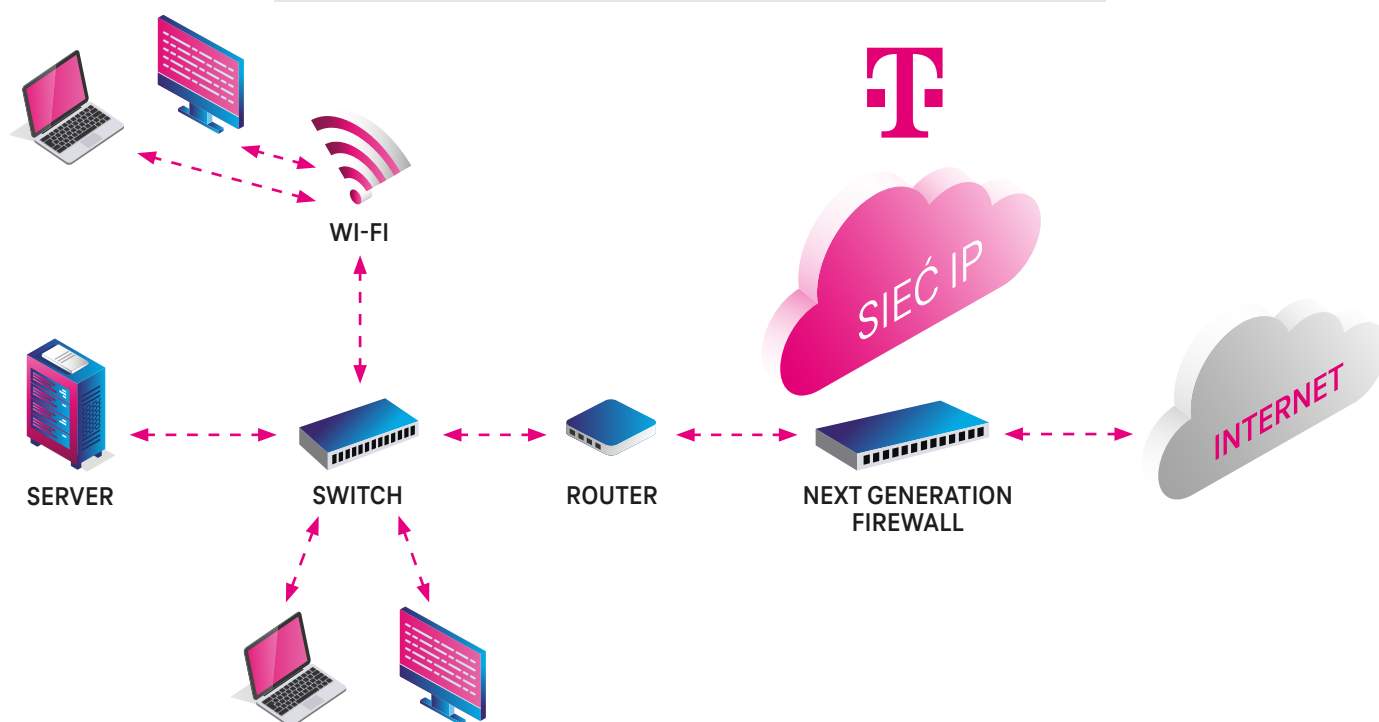 T
WI-FI
SIEĆ IP
INTERNET
SERVER
SWITCH
ROUTER
NEXT GENERATION
FIREWALL